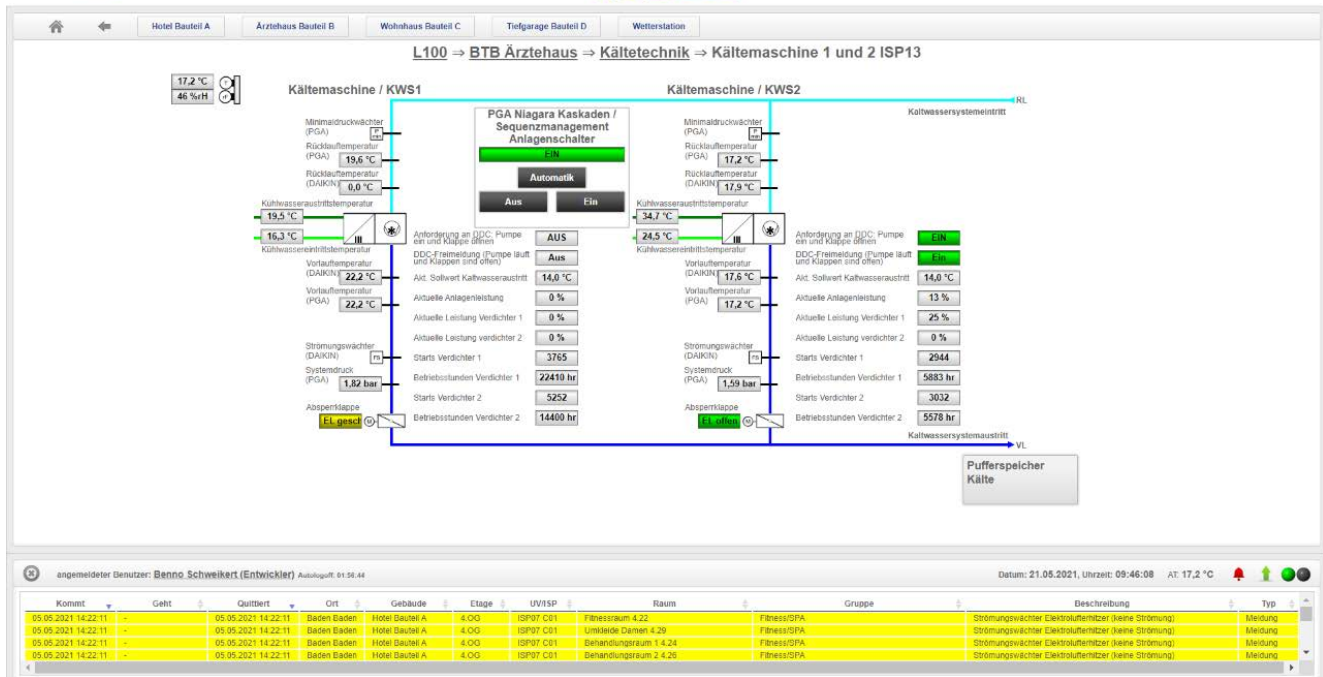 Hotel Bauteil A Ärztehaus Bauteil B Wohnhaus Bauteil C Tiefgarage Bauteil D Wetterstation
L100 ⇒ BTB Ärztehaus ⇒ Kältetechnik ⇒ Kältemaschine 1 und 2 ISP13
17,2 °C
46 %rH
Kältemaschine / KWS1
Minimaldruckwächter
(PGA)
Rücklauftemperatur
(PGA) 19,6 °C
Rücklauftemperatur
(DAIKIN) 0,0 °C
Kühlwasseraustrittstemperatur
19,5 °C
16,3 °C
Kühlwassereintrittstemperatur
Vorlauftemperatur
(DAIKIN) 22,2 °C
Vorlauftemperatur
(PGA) 22,2 °C
Strömungswächter
(DAIKIN) FS
Systemdruck
(PGA) 1,82 bar
Absperrklappe
EL gesch M
PGA Niagara Kaskaden /
Sequenzmanagement
Anlagenschalter
EIN
Automatik
Aus Ein
Anforderung an DDC: Pumpe
ein und Klappe öffnen AUS
DDC-Freimeldung (Pumpe läuft
und Klappen sind offen) Aus
Akt. Sollwert Kaltwasseraustritt 14,0 °C
Aktuelle Anlagenleistung 0 %
Aktuelle Leistung Verdichter 1 0 %
Aktuelle Leistung verdichter 2 0 %
Starts Verdichter 1 3765
Betriebsstunden Verdichter 1 22410 hr
Starts Verdichter 2 5252
Betriebsstunden Verdichter 2 14400 hr
Kältemaschine / KWS2
Minimaldruckwächter
(PGA)
Rücklauftemperatur
(PGA) 17,2 °C
Rücklauftemperatur
(DAIKIN) 17,9 °C
Kühlwasseraustrittstemperatur
34,7 °C
24,5 °C
Kühlwassereintrittstemperatur
Vorlauftemperatur
(DAIKIN) 17,6 °C
Vorlauftemperatur
(PGA) 17,2 °C
Strömungswächter
(DAIKIN) FS
Systemdruck
(PGA) 1,59 bar
Absperrklappe
EL offen M
Anforderung an DDC: Pumpe
ein und Klappe öffnen EIN
DDC-Freimeldung (Pumpe läuft
und Klappen sind offen) Ein
Akt. Sollwert Kaltwasseraustritt 14,0 °C
Aktuelle Anlagenleistung 13 %
Aktuelle Leistung Verdichter 1 25 %
Aktuelle Leistung verdichter 2 0 %
Starts Verdichter 1 2944
Betriebsstunden Verdichter 1 5883 hr
Starts Verdichter 2 3032
Betriebsstunden Verdichter 2 5578 hr
RL
Kaltwassersystemeintritt
Kaltwassersystemaustritt
VL
Pufferspeicher
Kälte
angemeldeter Benutzer: Benno Schweikert (Entwickler) Autologoff: 01:56:44 Datum: 21.05.2021, Uhrzeit: 09:46:08 AT: 17,2 °C
Kommt Geht Quittiert Ort Gebäude Etage UV/ISP Raum Gruppe Beschreibung Typ
05.05.2021 14:22:11 - 05.05.2021 14:22:11 Baden Baden Hotel Bauteil A 4.OG ISP07 C01 Fitnessraum 4.22 Fitness/SPA Strömungswächter Elektrolufterhitzer (keine Strömung) Meldung
05.05.2021 14:22:11 - 05.05.2021 14:22:11 Baden Baden Hotel Bauteil A 4.OG ISP07 C01 Umkleide Damen 4.29 Fitness/SPA Strömungswächter Elektrolufterhitzer (keine Strömung) Meldung
05.05.2021 14:22:11 - 05.05.2021 14:22:11 Baden Baden Hotel Bauteil A 4.OG ISP07 C01 Behandlungsraum 1 4.24 Fitness/SPA Strömungswächter Elektrolufterhitzer (keine Strömung) Meldung
05.05.2021 14:22:11 - 05.05.2021 14:22:11 Baden Baden Hotel Bauteil A 4.OG ISP07 C01 Behandlungsraum 2 4.26 Fitness/SPA Strömungswächter Elektrolufterhitzer (keine Strömung) Meldung